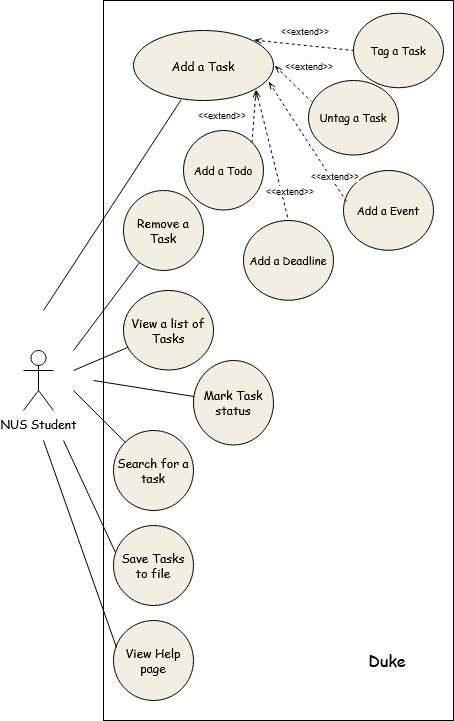 <<extend>>
Tag a Task
Add a Task
<<extend>>
Untag a Task
<<extend>>
Add a Todo
<<extend>>
<<extend>>
Add a Event
Remove a
Task
Add a Deadline
View a list of
Tasks
Mark Task
status
NUS Student
Search for a
task
Save Tasks
to file
View Help
page
Duke